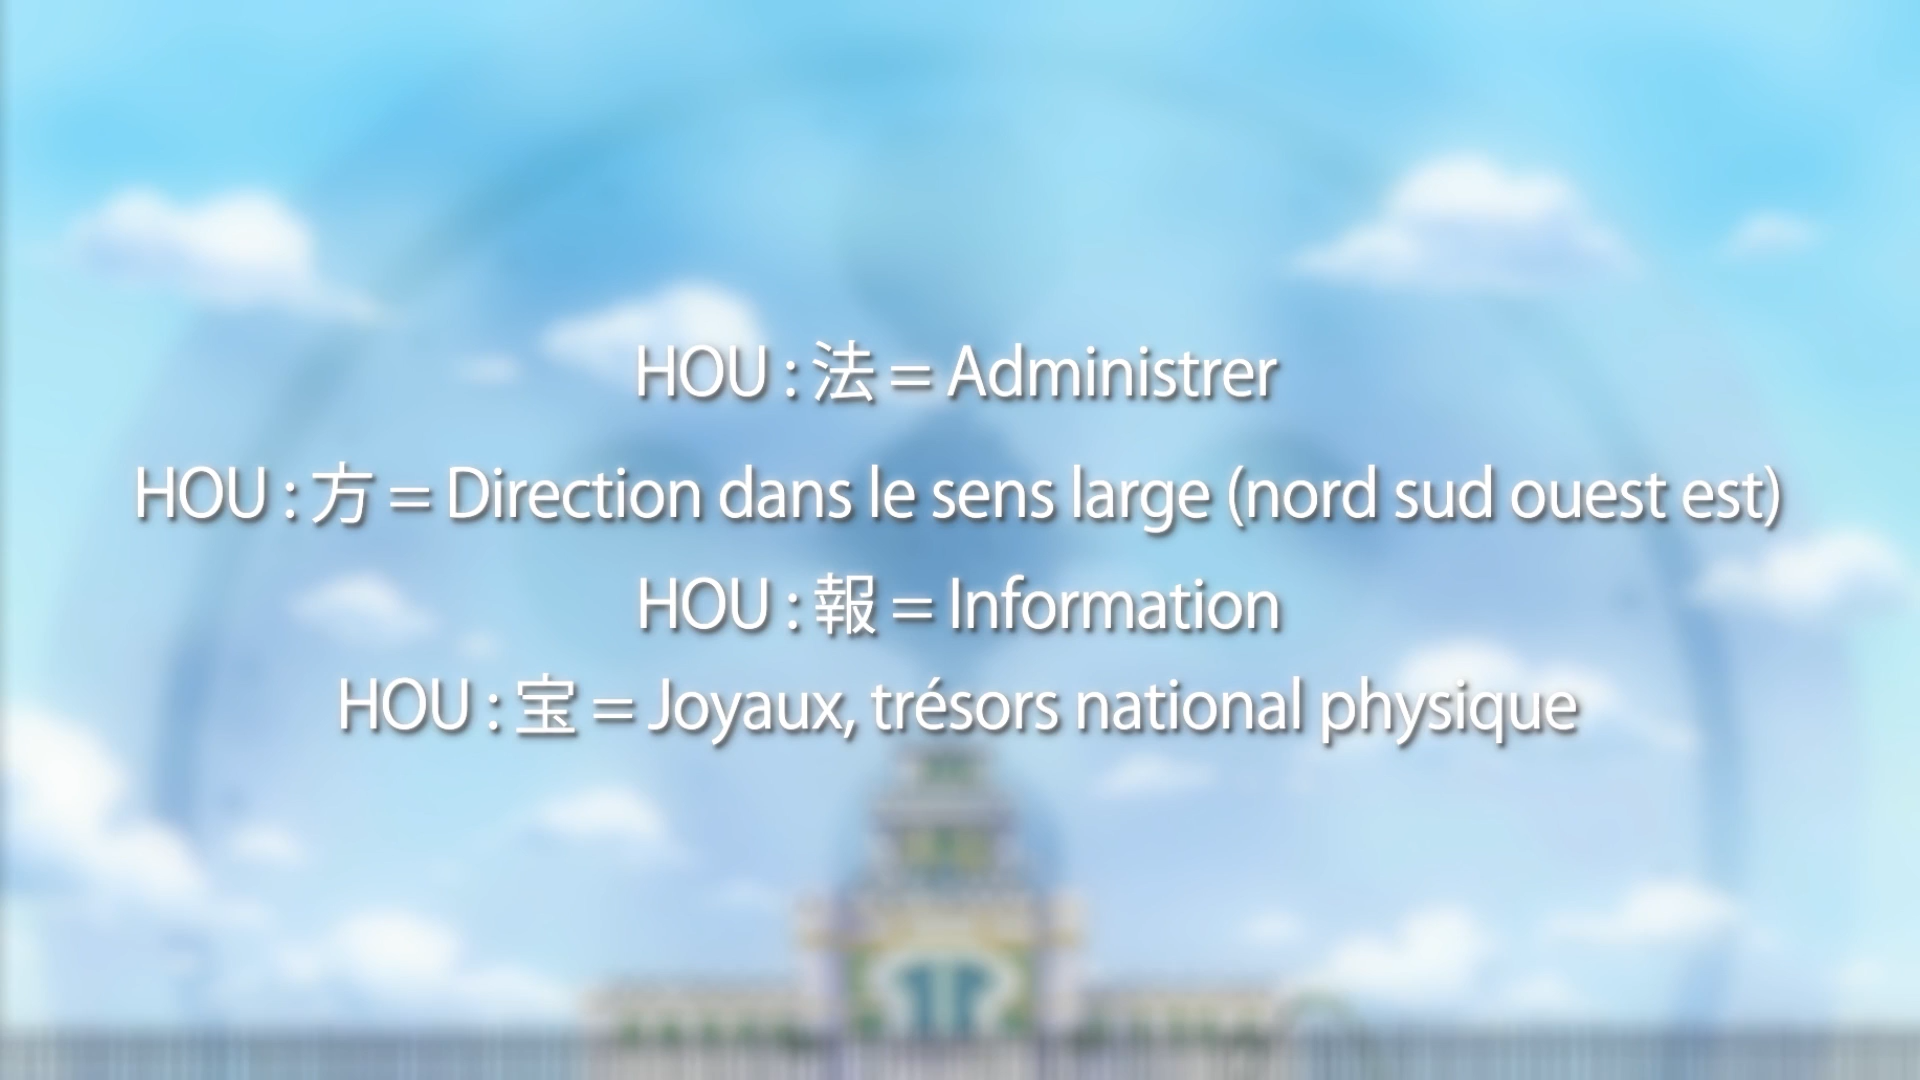 HOU : 法 = Administrer
HOU : 方 = Direction dans le sens large (nord sud ouest est)
HOU : 報 = Information
HOU : 宝 = Joyaux, trésors national physique